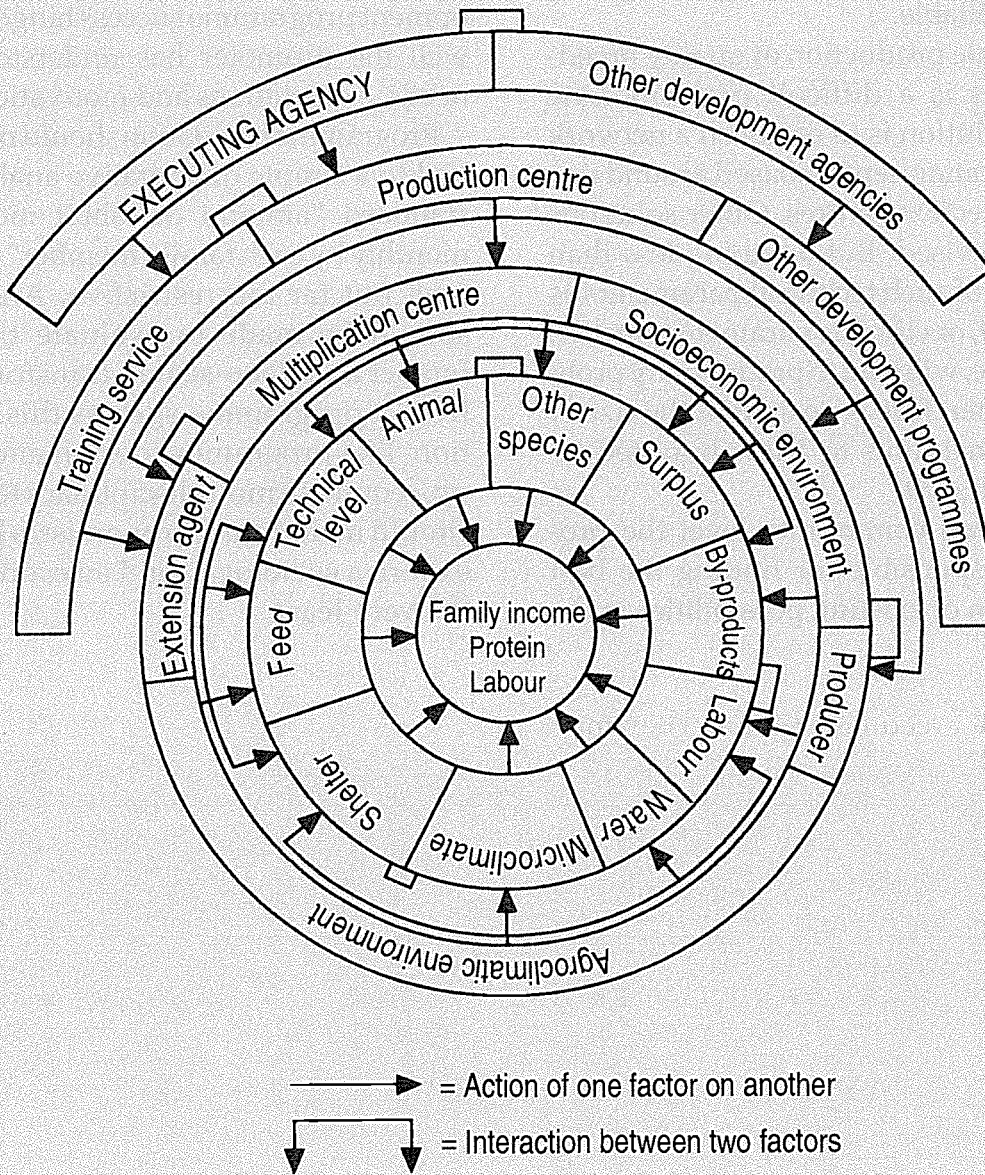 EXECUTING AGENCY
Other development agencies
Training service
Production centre
Other development programmes
Extension agent
Multiplication centre
Socioeconomic environment
Producer
Agroclimatic environment
Technical
level
Animal
Other
species
Surplus
By-products
Labour
Water
Microclimate
Shelter
Feed
Family income
Protein
Labour
= Action of one factor on another
= Interaction between two factors